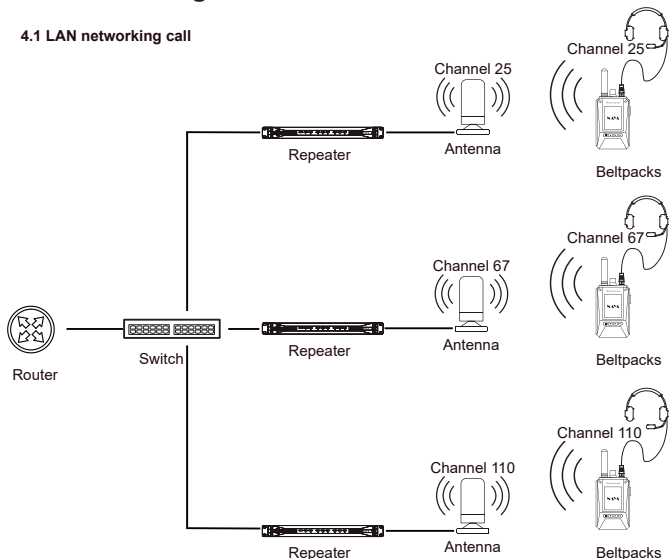 4.1 LAN networking call
Channel 25
Channel 25
Repeater
Antenna
Beltpacks
Channel 67
Channel 67
Router
Switch
Repeater
Antenna
Beltpacks
Channel 110
Channel 110
Repeater
Antenna
Beltpacks